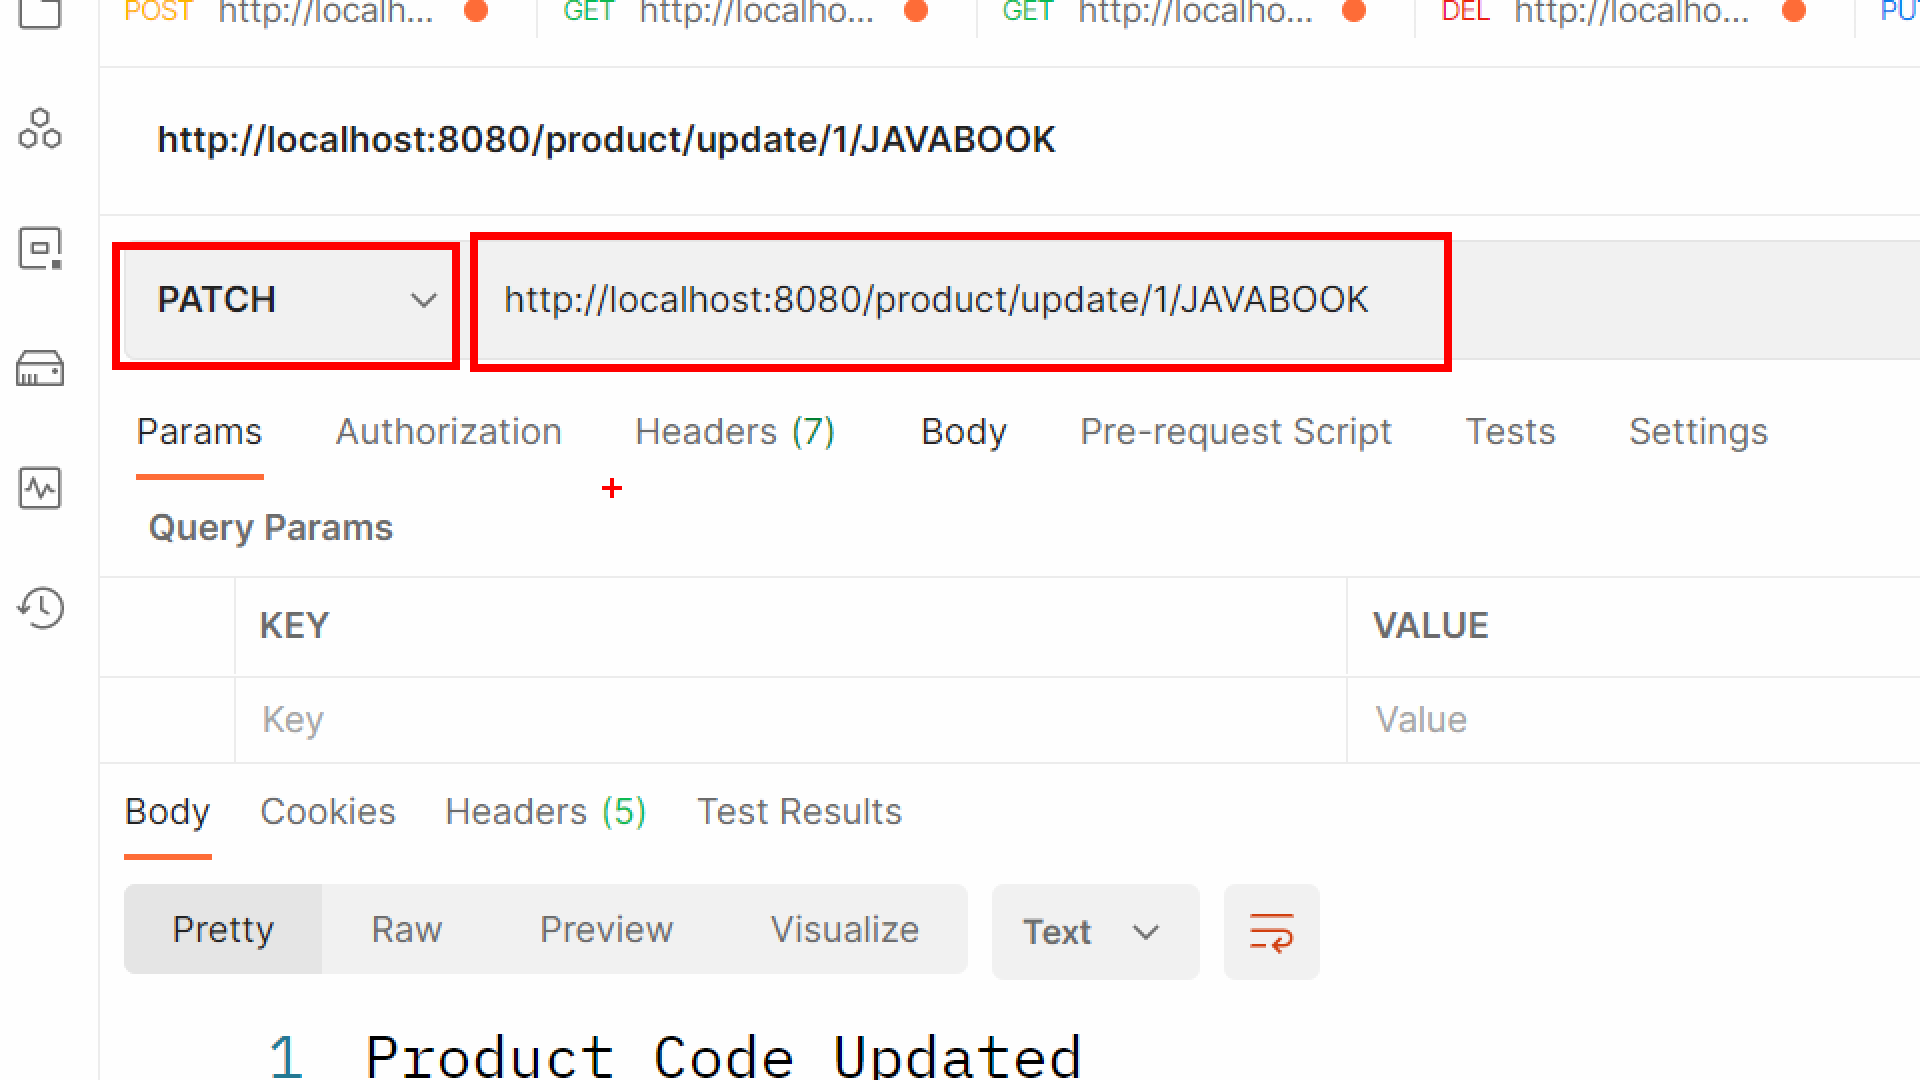 POST http://localh... GET http://localho... GET http://localho... DEL http://localho... PUT
http://localhost:8080/product/update/1/JAVABOOK
PATCH http://localhost:8080/product/update/1/JAVABOOK
Params Authorization Headers (7) Body Pre-request Script Tests Settings
Query Params
KEY VALUE
Key Value
Body Cookies Headers (5) Test Results
Pretty Raw Preview Visualize Text
1 Product Code Updated